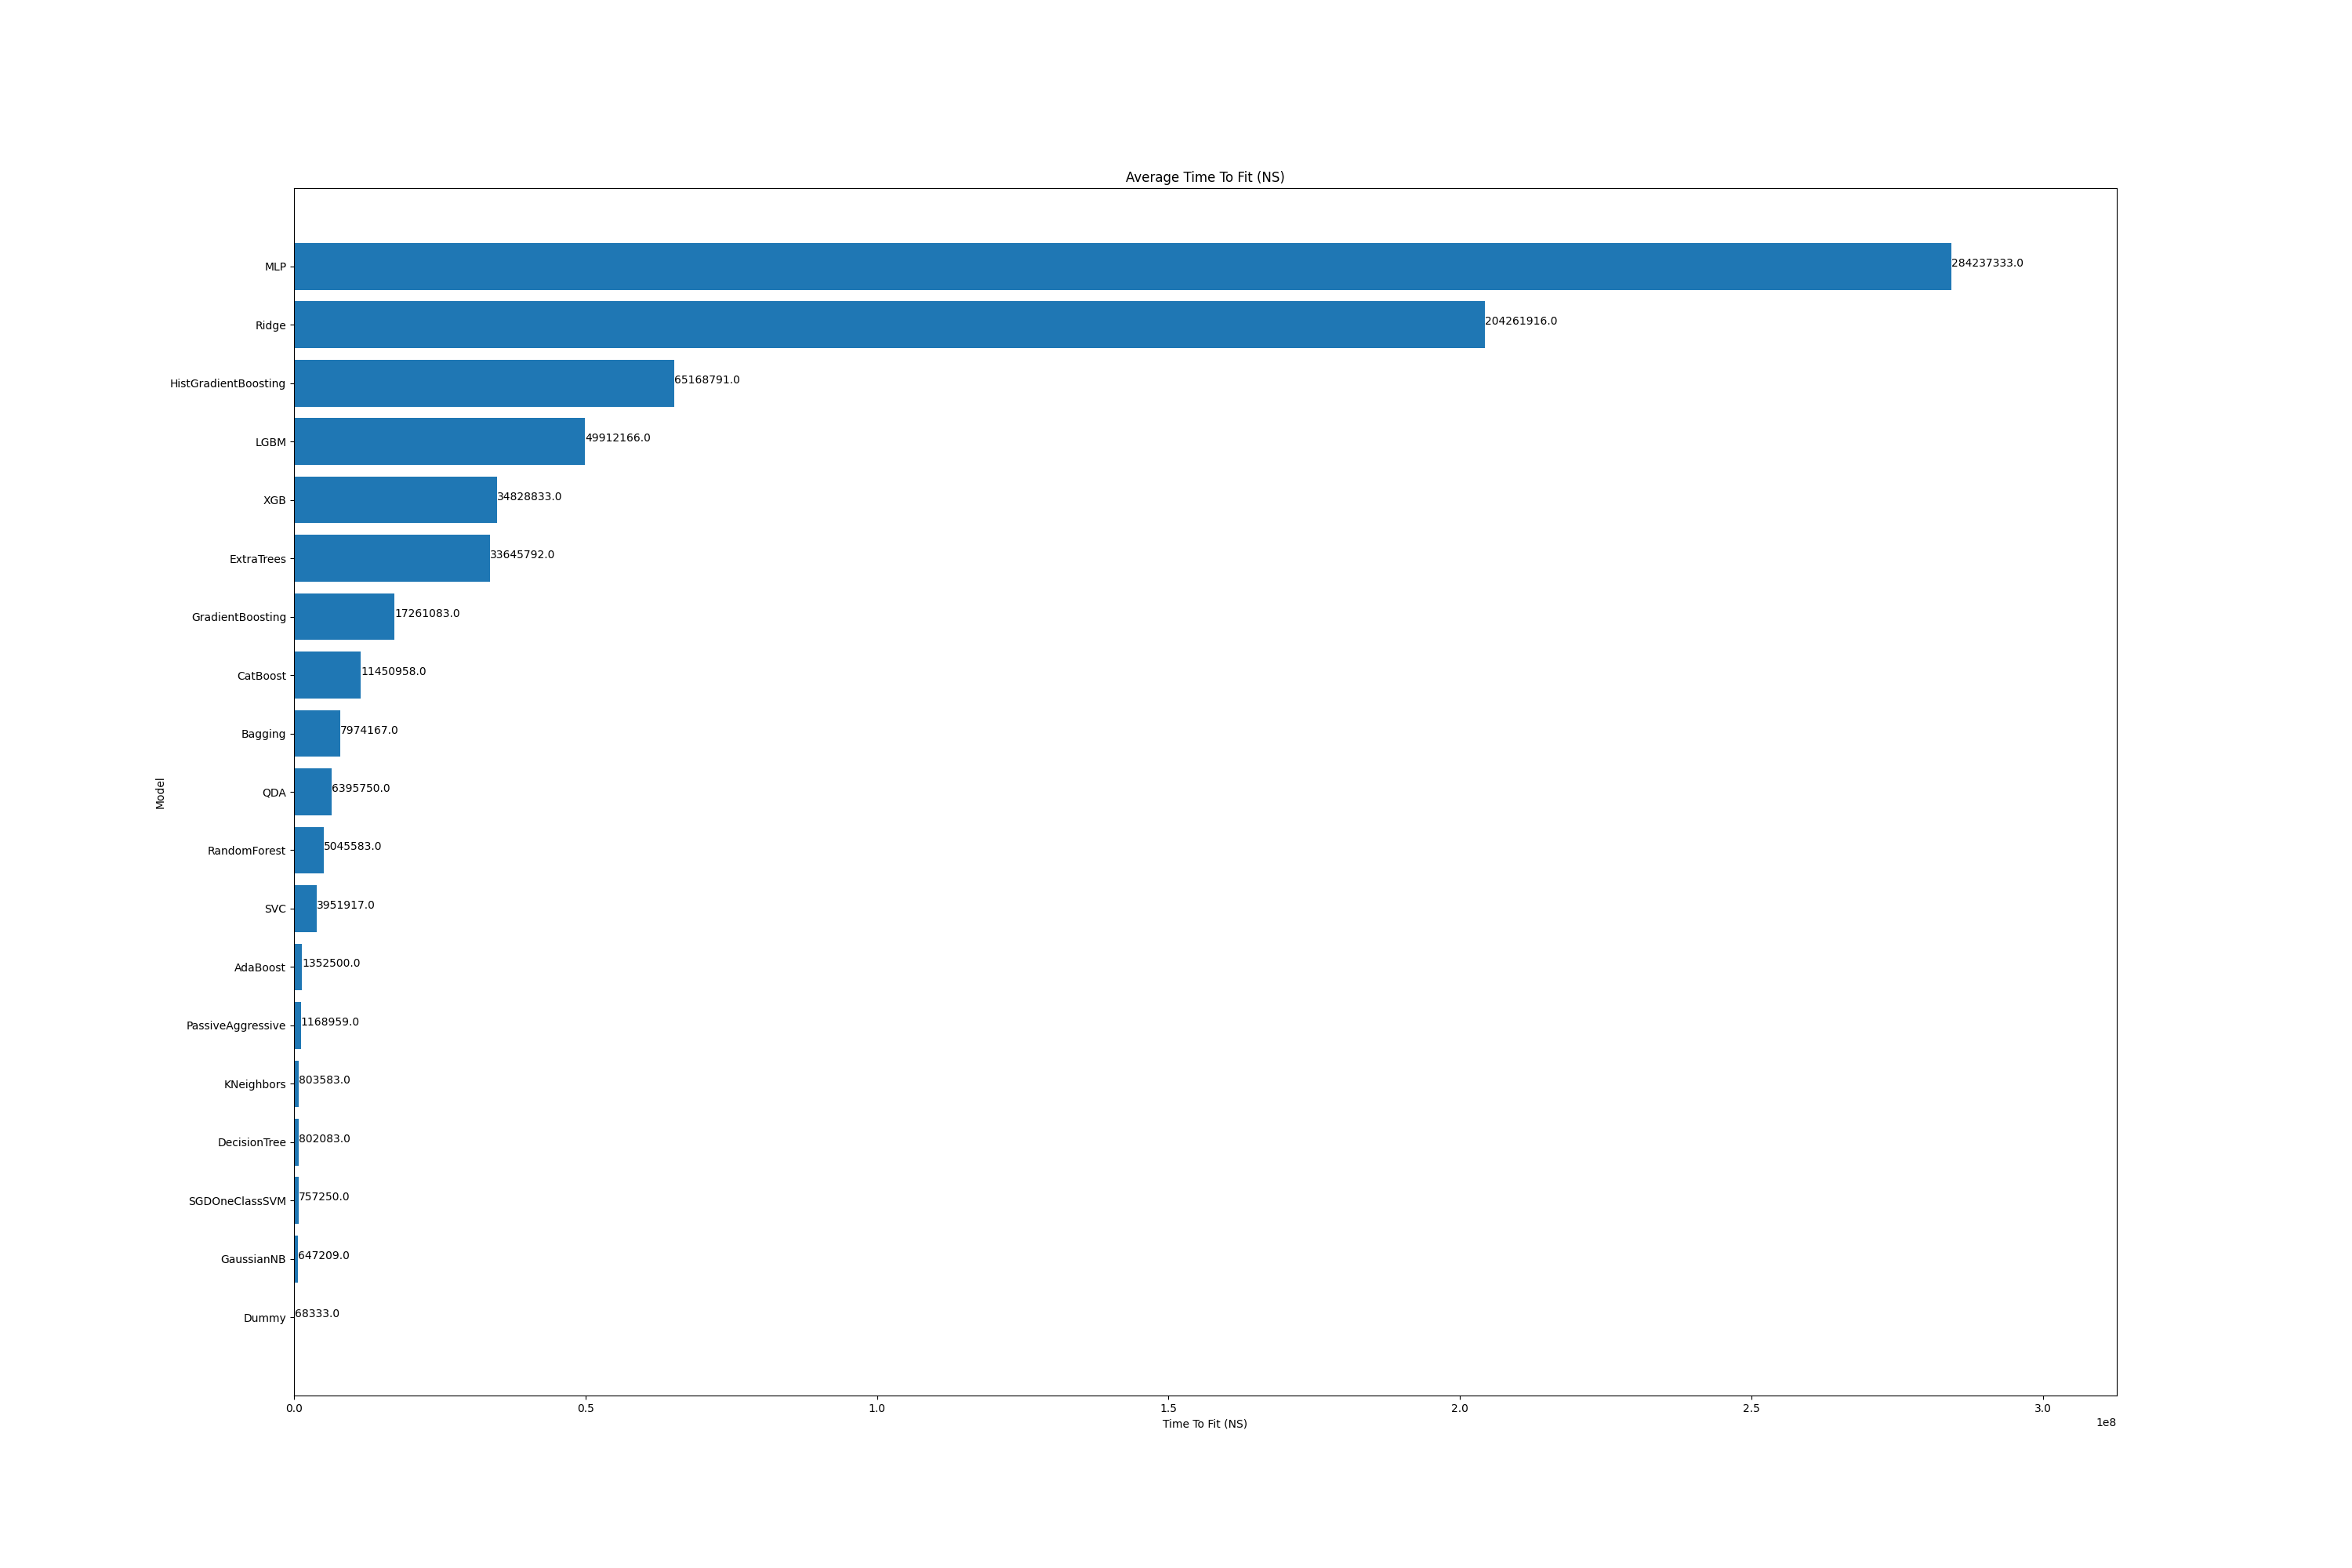 Average Time To Fit (NS)
MLP 284237333.0
Ridge 204261916.0
HistGradientBoosting 65168791.0
LGBM 49912166.0
XGB 34828833.0
ExtraTrees 33645792.0
GradientBoosting 17261083.0
CatBoost 11450958.0
Bagging 7974167.0
QDA 6395750.0
Model
RandomForest 5045583.0
SVC 3951917.0
AdaBoost 1352500.0
PassiveAggressive 1168959.0
KNeighbors 803583.0
DecisionTree 802083.0
SGDOneClassSVM 757250.0
GaussianNB 647209.0
Dummy 68333.0
0.0 0.5 1.0 1.5 2.0 2.5 3.0
Time To Fit (NS)
1e8